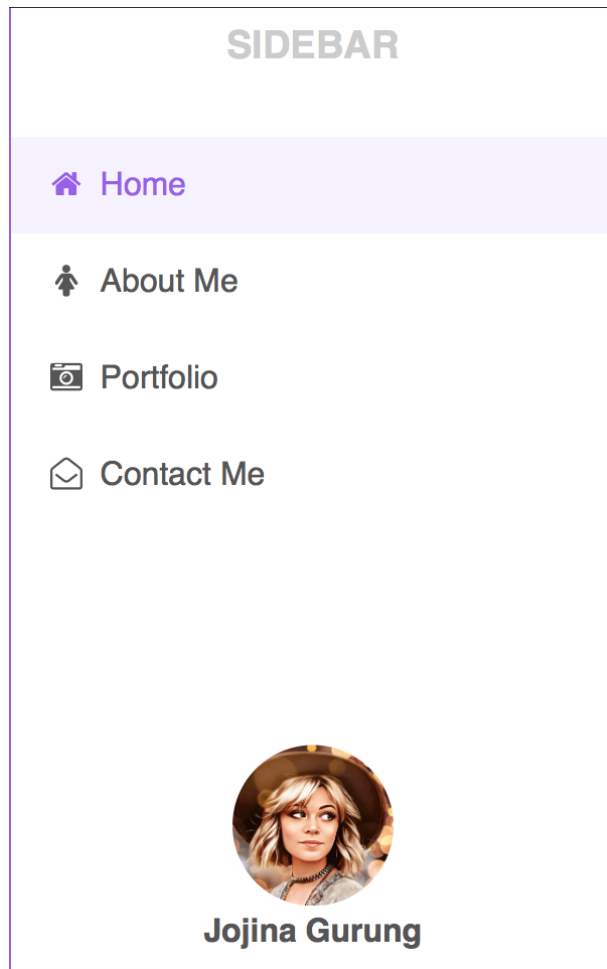 SIDEBAR
Home
About Me
Portfolio
Contact Me
Jojina Gurung